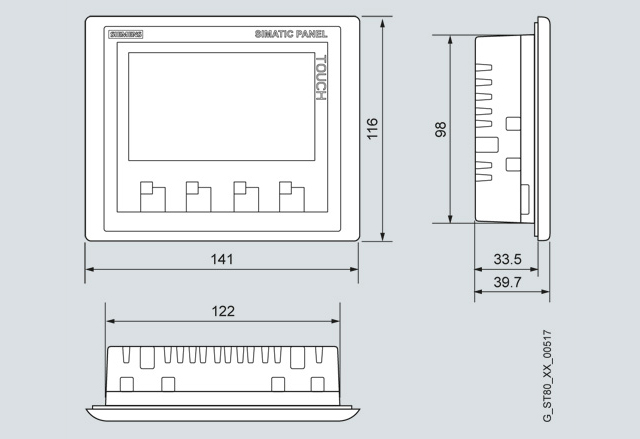 SIEMENS
SIMATIC PANEL
TOUCH
116
141
98
33.5
39.7
122
G_ST80_XX_00517